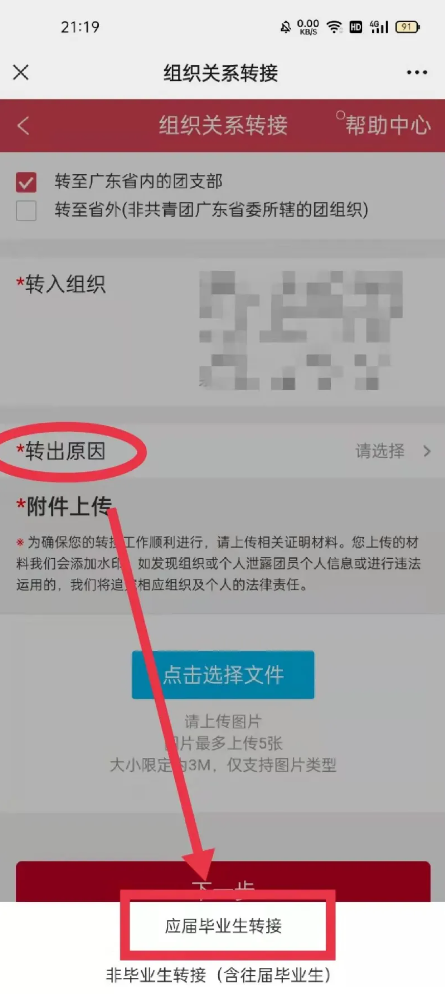 21:19
0.00
KB/S
HD
4G
91
组织关系转接
组织关系转接
帮助中心
转至广东省内的团支部
转至省外(非共青团广东省委所辖的团组织)
*转入组织
*转出原因
请选择
*附件上传
* 为确保您的转接工作顺利进行，请上传相关证明材料。您上传的材
料我们会添加水印，如发现组织或个人泄露团员个人信息或进行违法
运用的，我们将追究相应组织及个人的法律责任。
点击选择文件
请上传图片
图片最多上传5张
大小限定为3M，仅支持图片类型
下一步
应届毕业生转接
非毕业生转接（含往届毕业生）